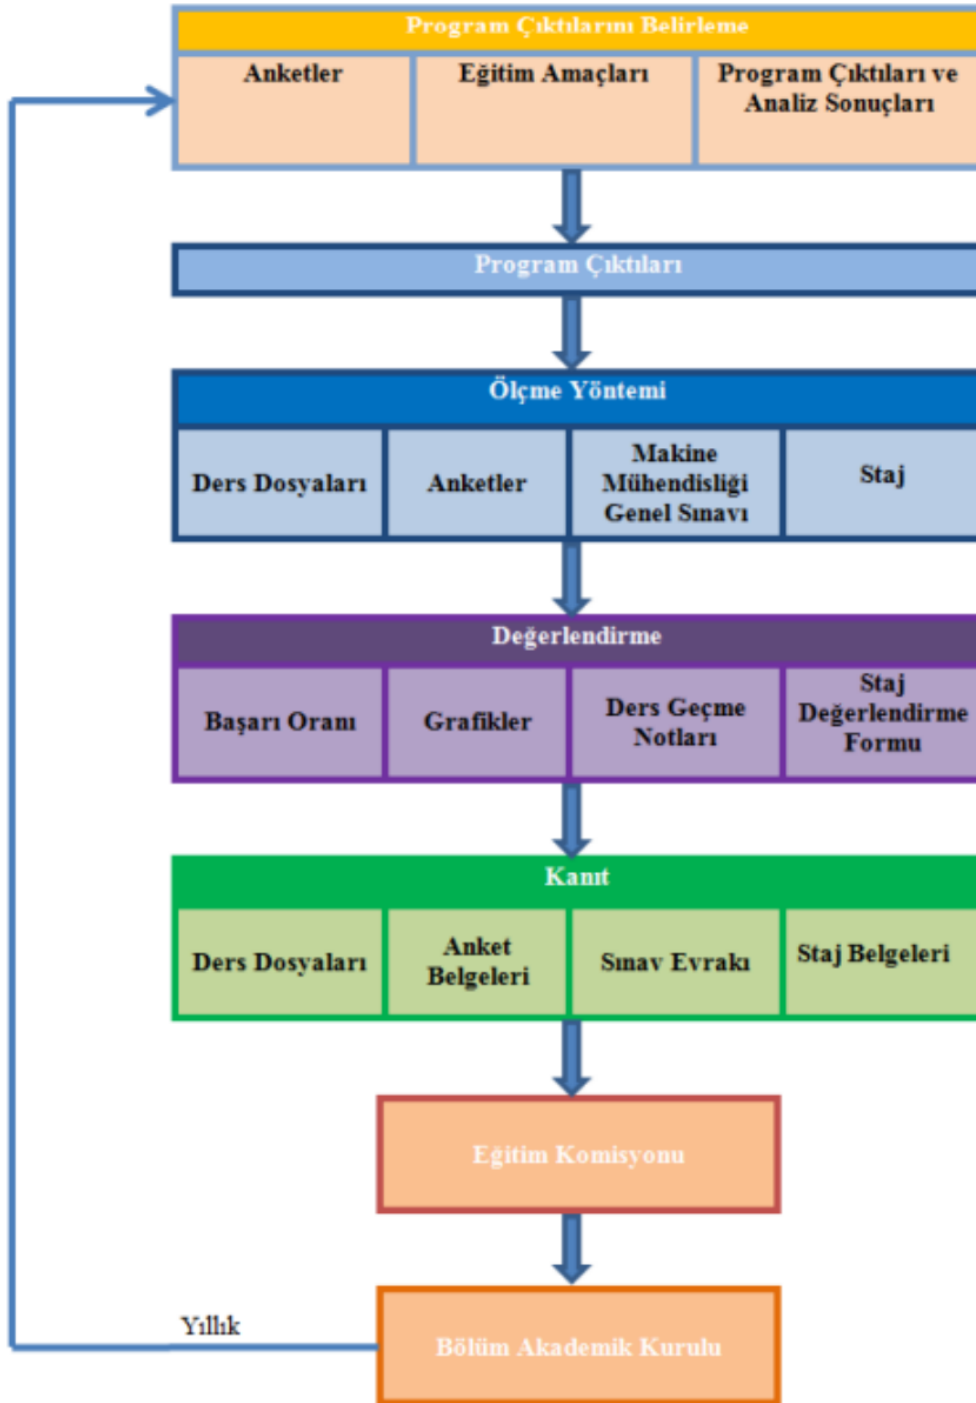 Program Çıktılarını Belirleme
Anketler
Eğitim Amaçları
Program Çıktıları ve
Analiz Sonuçları
Program Çıktıları
Ölçme Yöntemi
Ders Dosyaları
Anketler
Makine
Mühendisliği
Genel Sınavı
Staj
Değerlendirme
Başarı Oranı
Grafikler
Ders Geçme
Notları
Staj
Değerlendirme
Formu
Kanıt
Ders Dosyaları
Anket
Belgeleri
Sınav Evrakı
Staj Belgeleri
Eğitim Komisyonu
Yıllık
Bölüm Akademik Kurulu